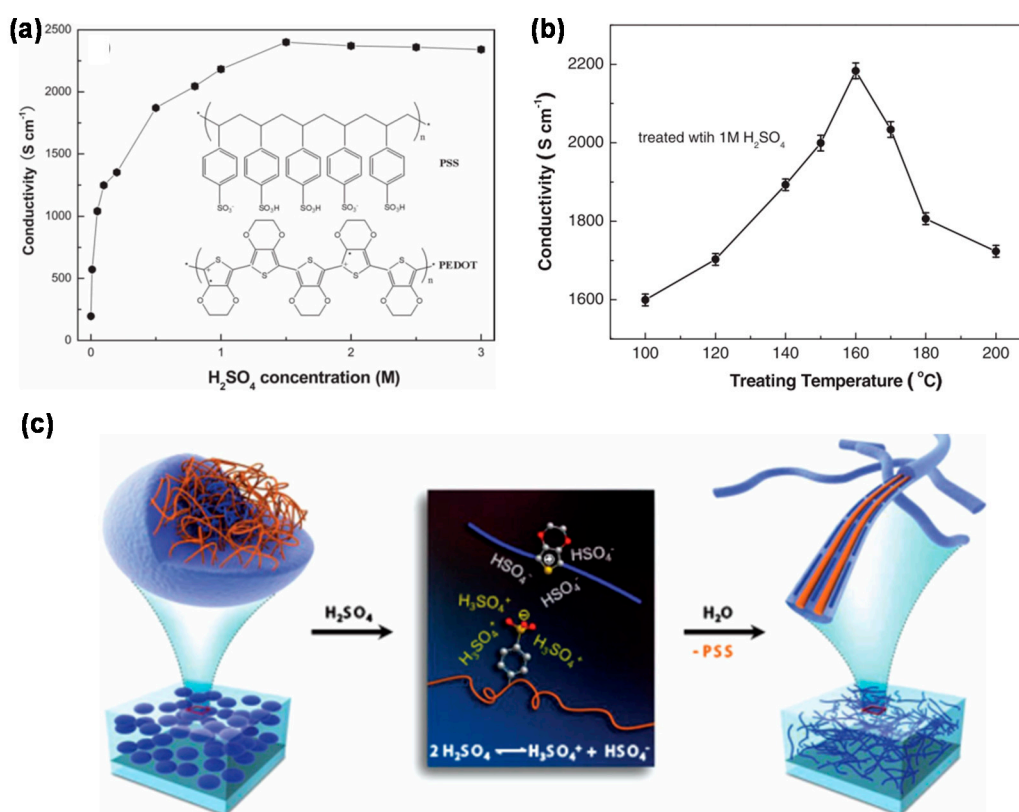 (a)
2500
2000
1500
1000
500
0
Conductivity (S cm⁻¹)
0
1
2
3
H₂SO₄ concentration (M)
n
PSS
SO₃⁻
SO₃H
SO₃H
SO₃⁻
SO₃H
O
O
O
O
S
S
S
S
S
PEDOT
n
O
O
O
O
O
O
(b)
2200
2000
1800
1600
Conductivity ( S cm⁻¹)
treated wtih 1M H₂SO₄
100
120
140
160
180
200
Treating Temperature ( °C)
(c)
H₂SO₄
HSO₄⁻
HSO₄⁻
HSO₄⁻
H₃SO₄⁺
H₃SO₄⁺
H₃SO₄⁺
2 H₂SO₄ ⇌ H₃SO₄⁺ + HSO₄⁻
H₂O
- PSS